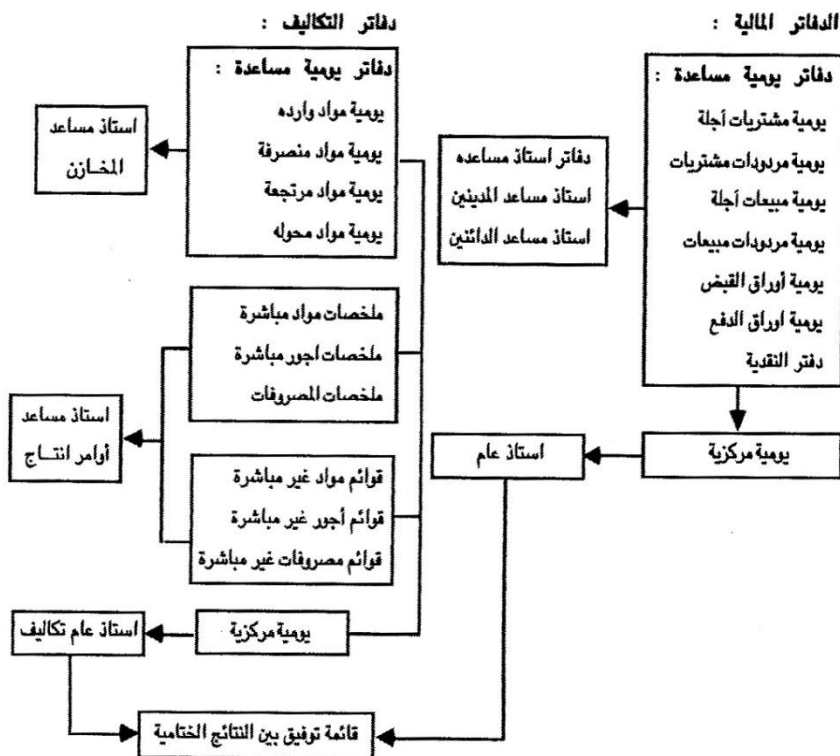 الدفاتر المالية :
دفاتر يومية مساعدة :
يومية مشتريات أجلة
يومية مردودات مشتريات
يومية مبيعات أجلة
يومية مردودات مبيعات
يومية أوراق القبض
يومية اوراق الدفع
دفتر النقدية
دفاتر استاذ مساعده
استاذ مساعد المدينين
استاذ مساعد الدائنين
يومية مركزية
استاذ عام
دفاتر التكاليف :
دفاتر يومية مساعدة :
يومية مواد وارده
يومية مواد منصرفة
يومية مواد مرتجعة
يومية مواد محوله
استاذ مساعد
المخـازن
ملخصات مواد مباشرة
ملخصات اجور مباشرة
ملخصات المصروفات
قوائم مواد غير مباشرة
قوائم أجور غير مباشرة
قوائم مصروفات غير مباشرة
استاذ مساعد
أوامر انتـاج
يومية مركزية
استاذ عام تكاليف
قائمة توفيق بين النتائج الختامية